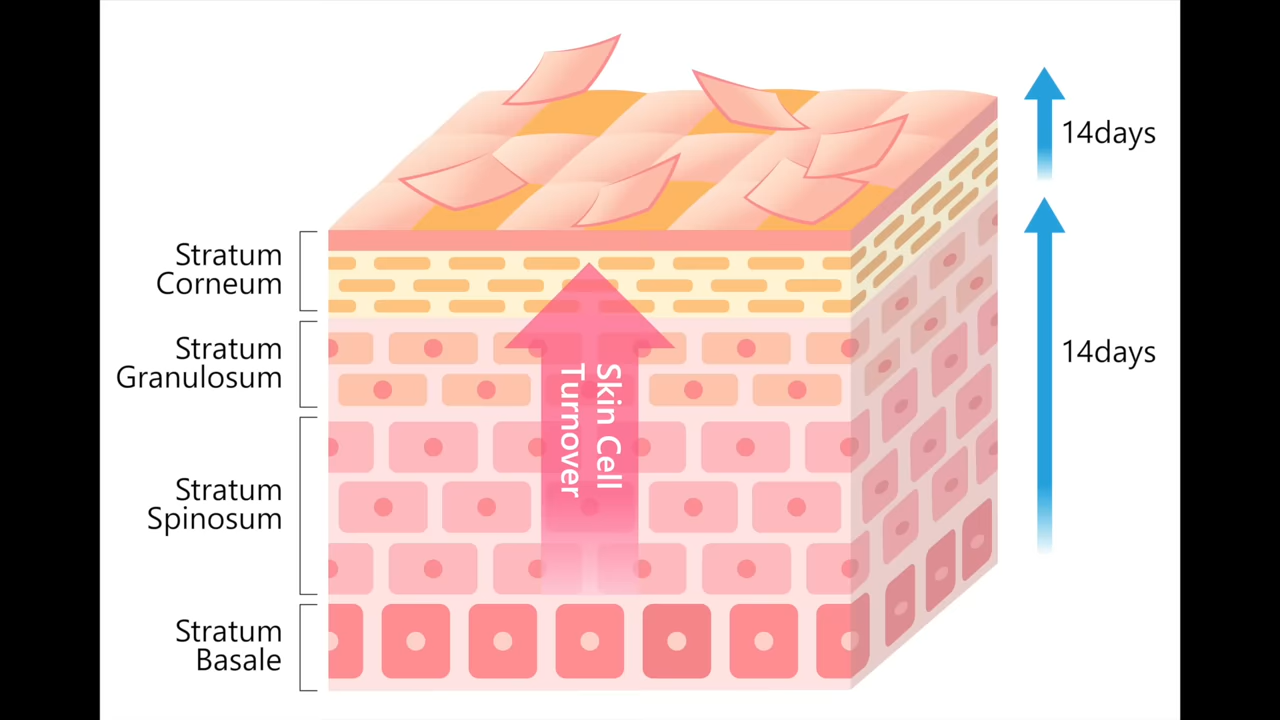 14days
Stratum
Corneum
Stratum
Granulosum
14days
Skin Cell
Turnover
Stratum
Spinosum
Stratum
Basale